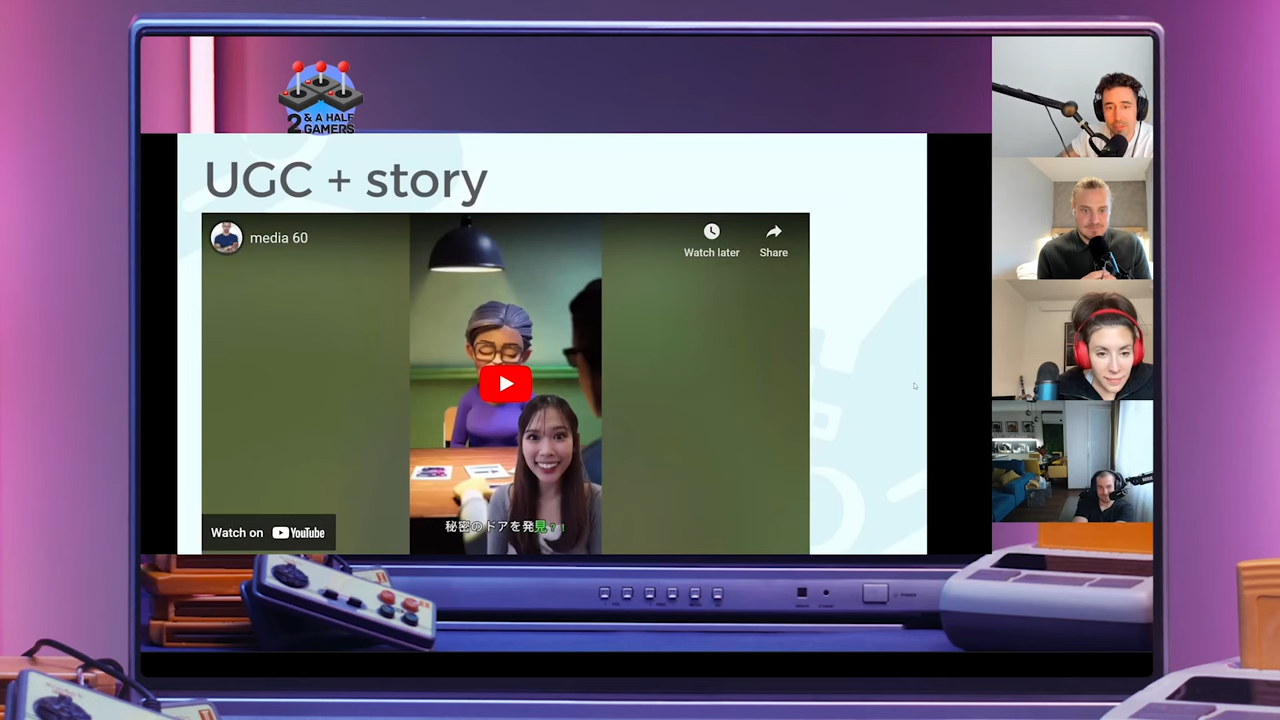 2 & A HALF
GAMERS
UGC + story
media 60
Watch later
Share
秘密のドアを発見？！
Watch on YouTube
POWER